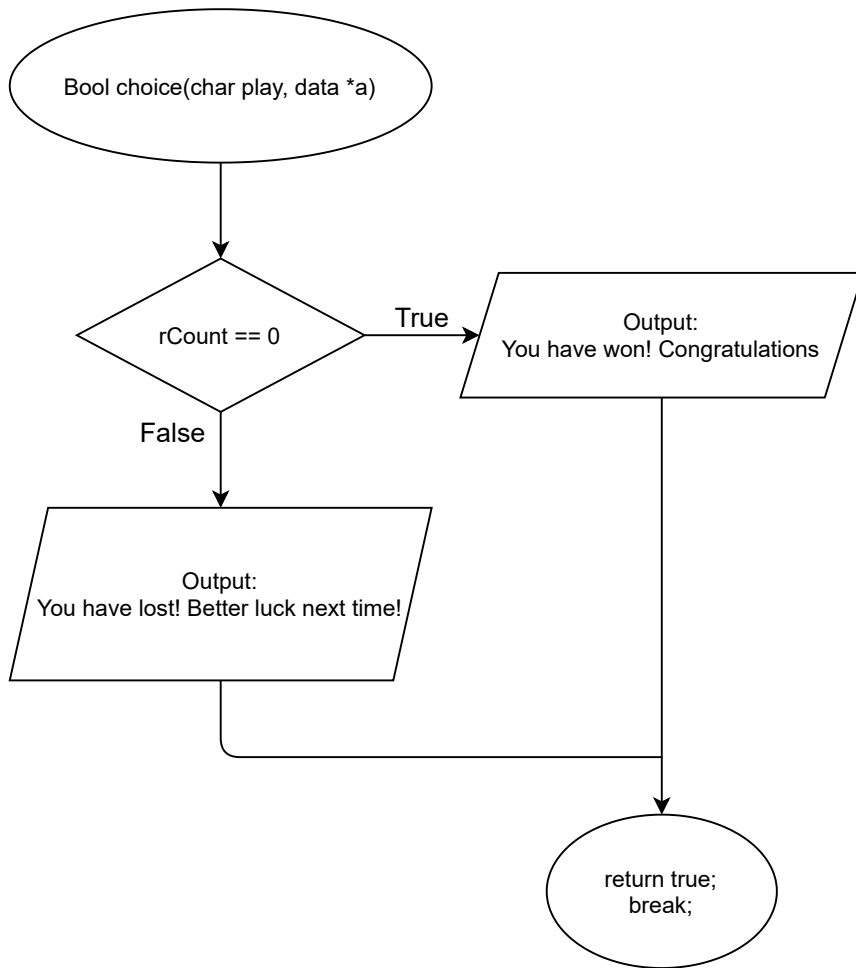 Bool choice(char play, data *a)
rCount == 0
True
Output:
You have won! Congratulations
False
Output:
You have lost! Better luck next time!
return true;
break;